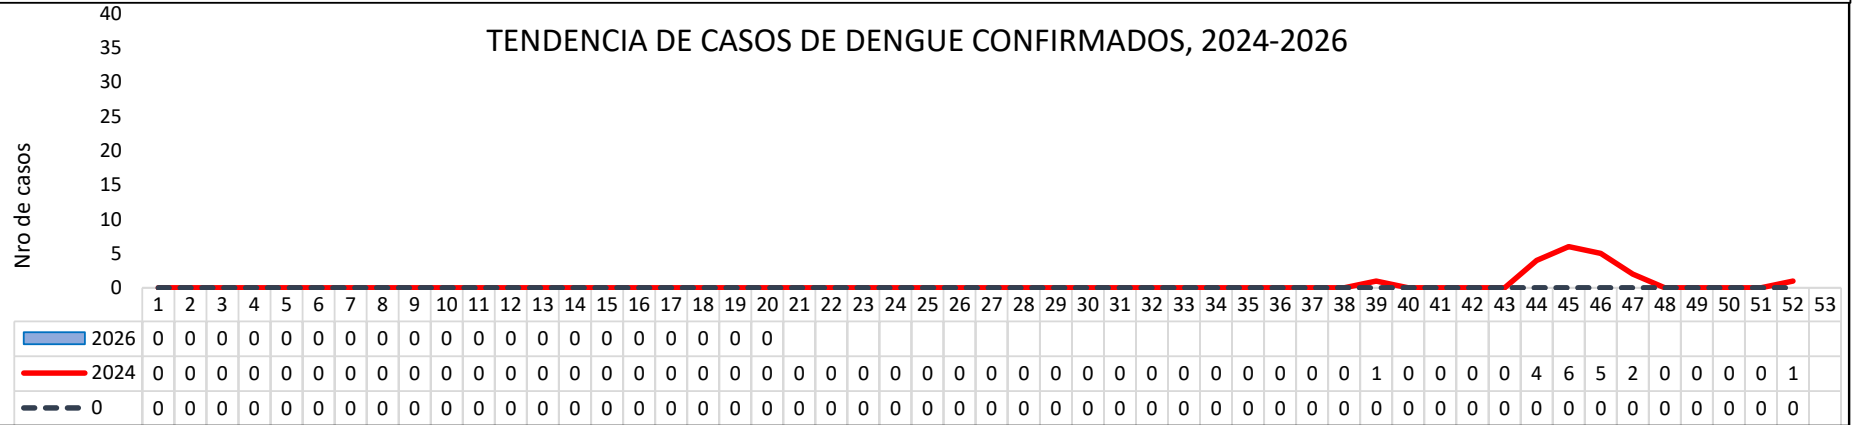 TENDENCIA DE CASOS DE DENGUE CONFIRMADOS, 2024-2026
Nro de casos
40
35
30
25
20
15
10
5
0
1 2 3 4 5 6 7 8 9 10 11 12 13 14 15 16 17 18 19 20 21 22 23 24 25 26 27 28 29 30 31 32 33 34 35 36 37 38 39 40 41 42 43 44 45 46 47 48 49 50 51 52 53
2026 0 0 0 0 0 0 0 0 0 0 0 0 0 0 0 0 0 0 0 0
2024 0 0 0 0 0 0 0 0 0 0 0 0 0 0 0 0 0 0 0 0 0 0 0 0 0 0 0 0 0 0 0 0 0 0 0 0 0 0 1 0 0 0 0 4 6 5 2 0 0 0 0 1
0 0 0 0 0 0 0 0 0 0 0 0 0 0 0 0 0 0 0 0 0 0 0 0 0 0 0 0 0 0 0 0 0 0 0 0 0 0 0 0 0 0 0 0 0 0 0 0 0 0 0 0 0